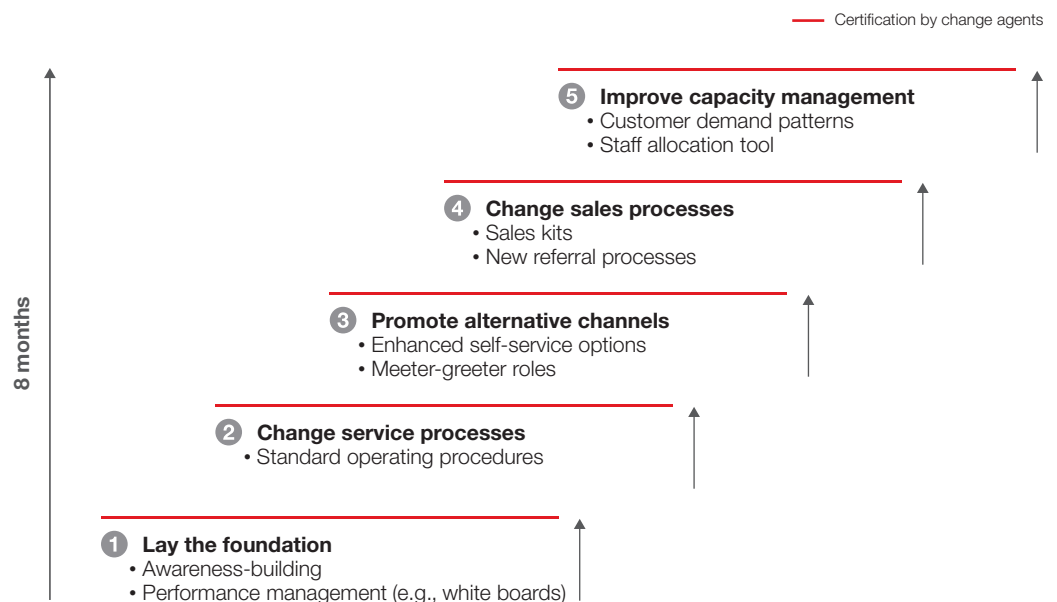 Certification by change agents
5 Improve capacity management
• Customer demand patterns
• Staff allocation tool
4 Change sales processes
• Sales kits
• New referral processes
3 Promote alternative channels
• Enhanced self-service options
• Meeter-greeter roles
8 months
2 Change service processes
• Standard operating procedures
1 Lay the foundation
• Awareness-building
• Performance management (e.g., white boards)